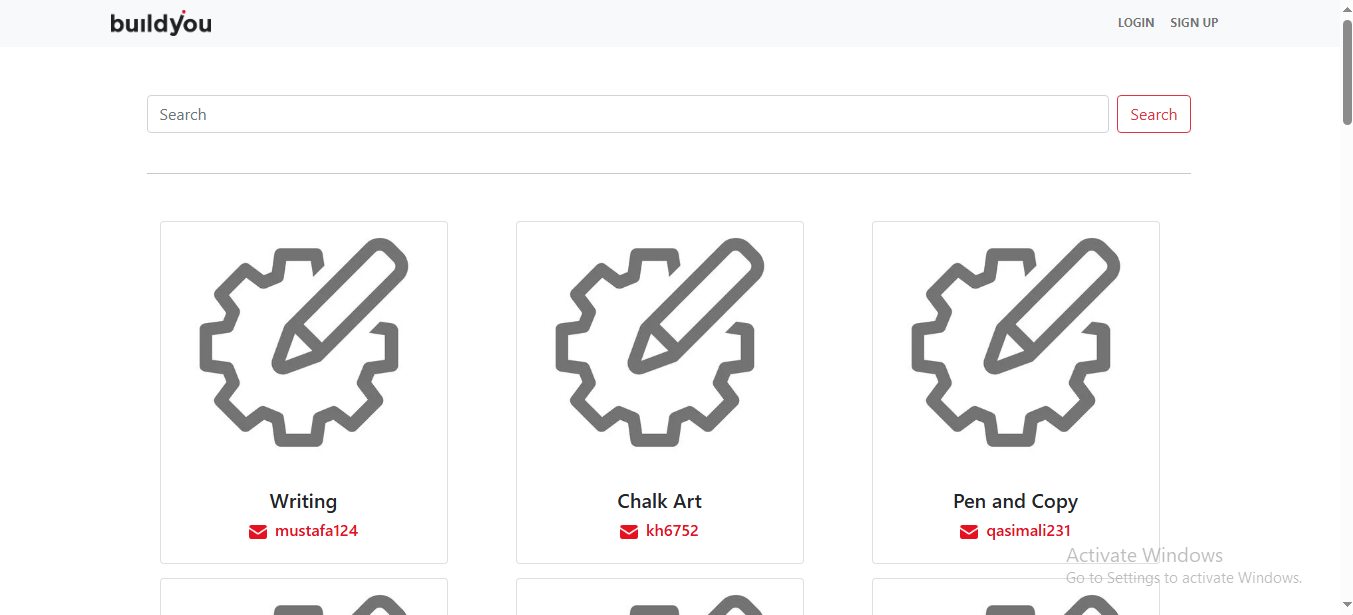 buildyou
LOGIN SIGN UP
Search Search
Writing Chalk Art Pen and Copy
mustafa124 kh6752 qasimali231
Activate Windows
Go to Settings to activate Windows.